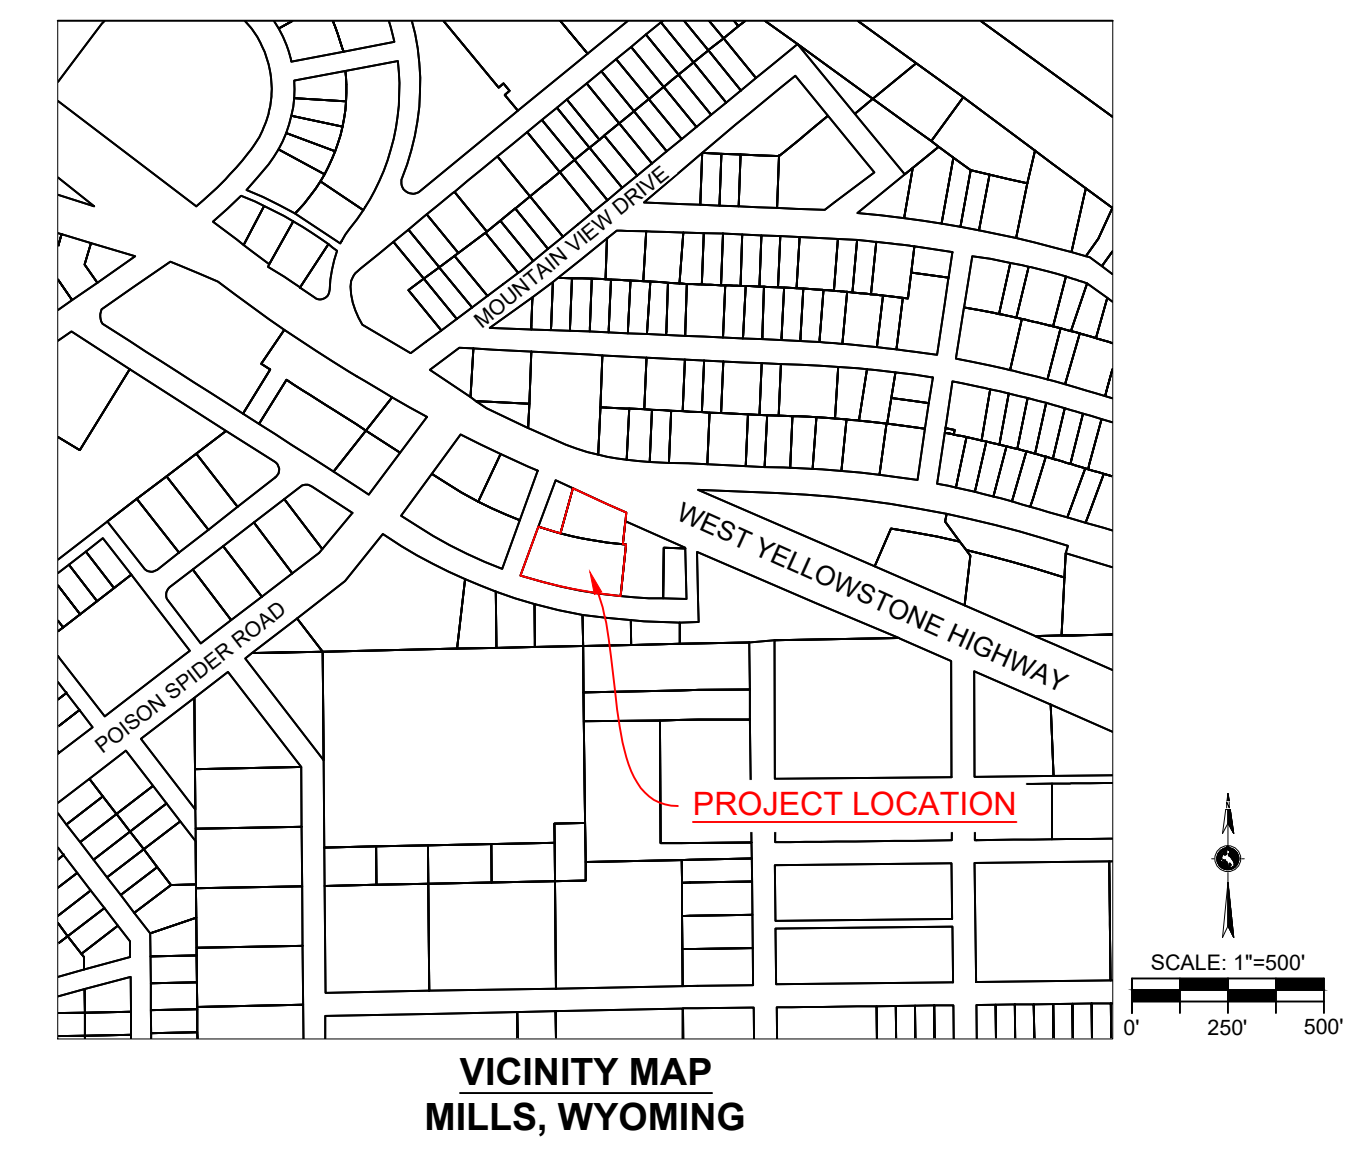 MOUNTAIN VIEW DRIVE
WEST YELLOWSTONE HIGHWAY
POISON SPIDER ROAD
PROJECT LOCATION
N
SCALE: 1"=500'
0' 250' 500'
VICINITY MAP
MILLS, WYOMING